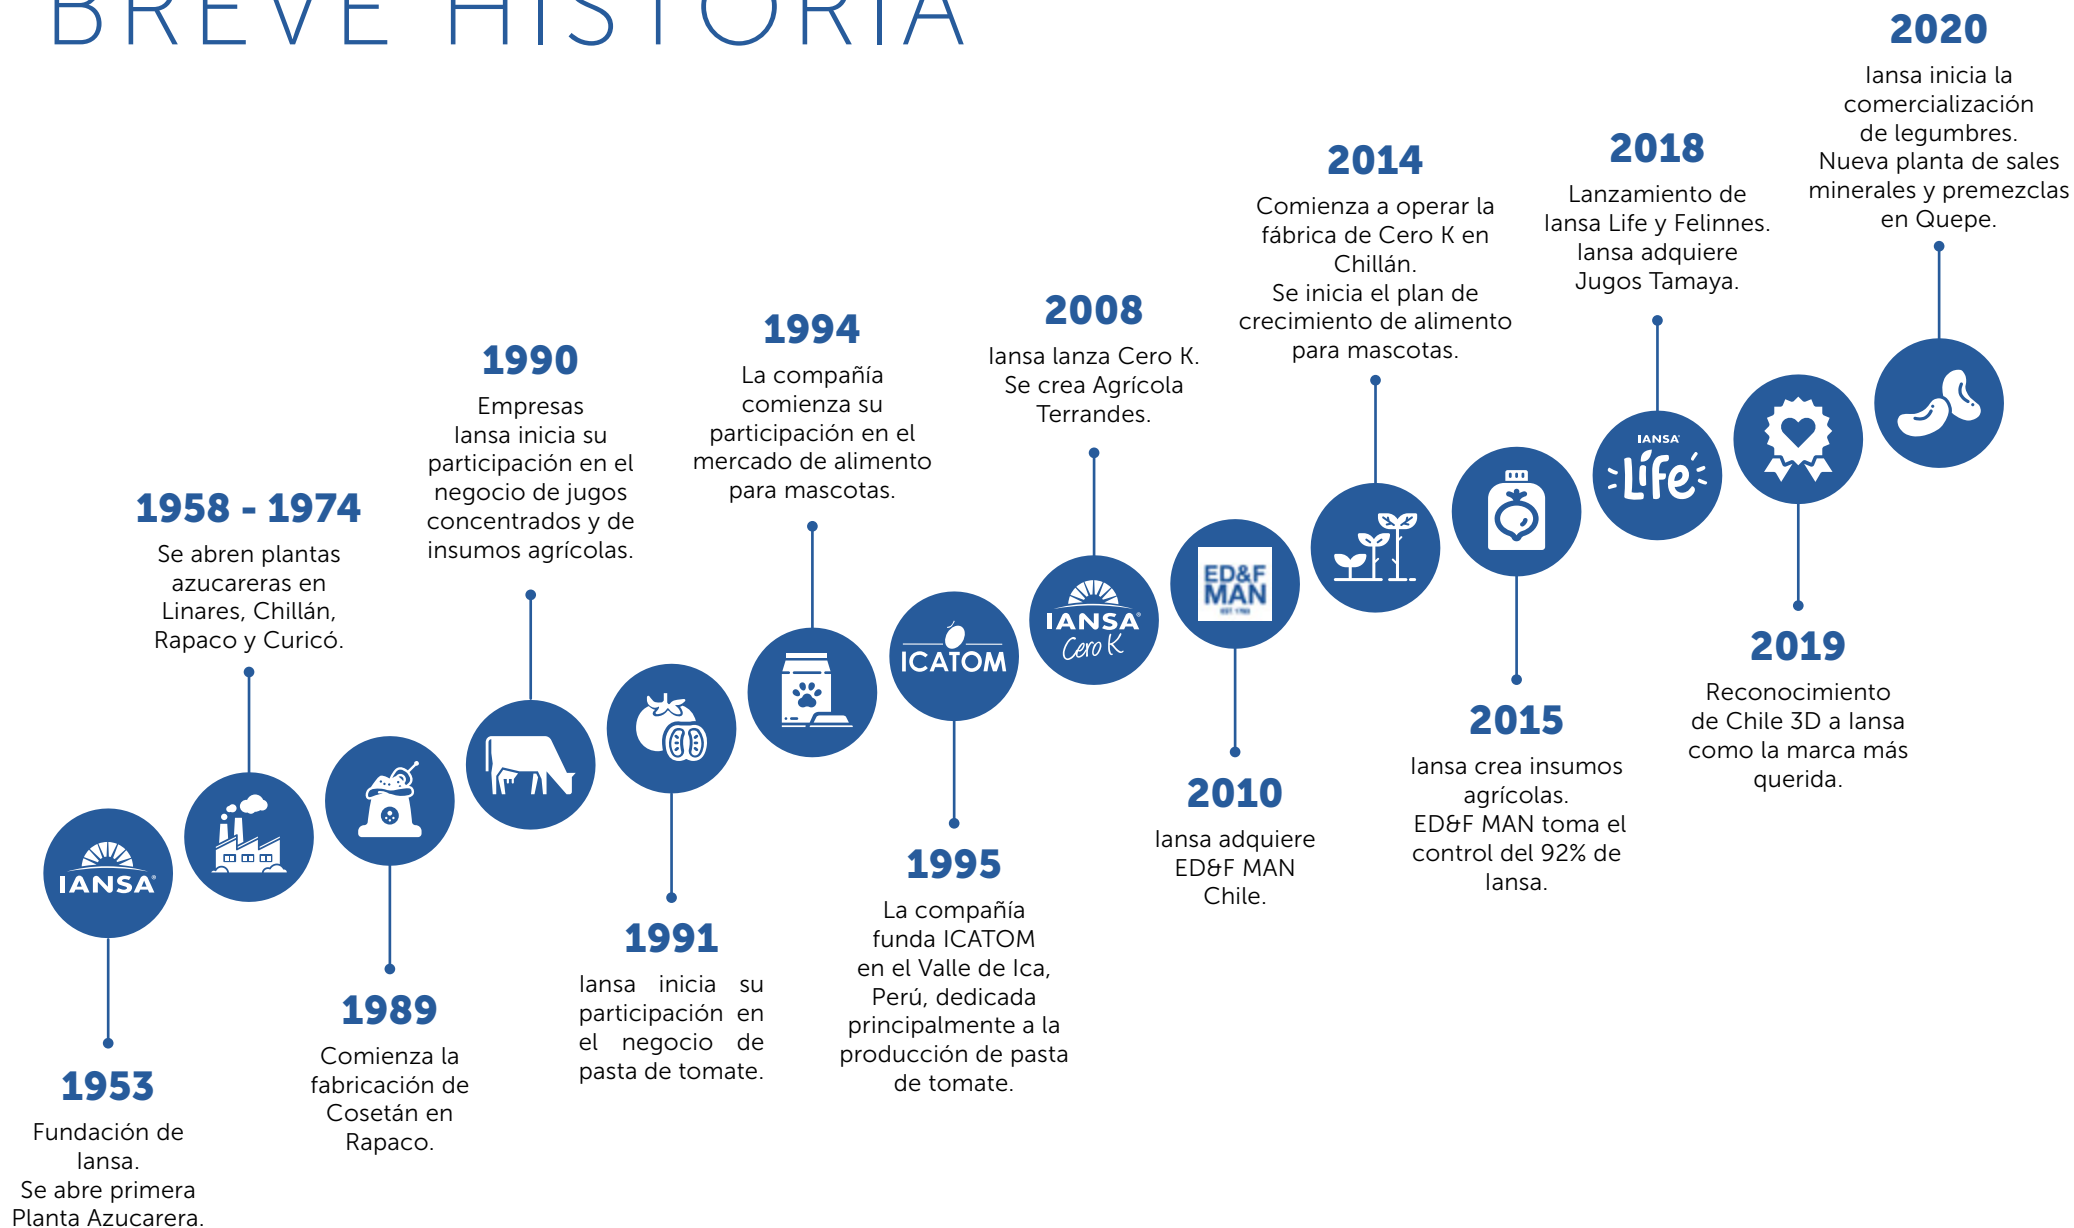 BREVE HISTORIA
1953
Fundación de
Iansa.
Se abre primera
Planta Azucarera.
1958 - 1974
Se abren plantas
azucareras en
Linares, Chillán,
Rapaco y Curicó.
1989
Comienza la
fabricación de
Cosetán en
Rapaco.
1990
Empresas
Iansa inicia su
participación en el
negocio de jugos
concentrados y de
insumos agrícolas.
1991
Iansa inicia su
participación en
el negocio de
pasta de tomate.
1994
La compañía
comienza su
participación en el
mercado de alimento
para mascotas.
1995
La compañía
funda ICATOM
en el Valle de Ica,
Perú, dedicada
principalmente a la
producción de pasta
de tomate.
2008
Iansa lanza Cero K.
Se crea Agrícola
Terrandes.
2010
Iansa adquiere
ED&F MAN
Chile.
2014
Comienza a operar la
fábrica de Cero K en
Chillán.
Se inicia el plan de
crecimiento de alimento
para mascotas.
2015
Iansa crea insumos
agrícolas.
ED&F MAN toma el
control del 92% de
Iansa.
2018
Lanzamiento de
Iansa Life y Felinnes.
Iansa adquiere
Jugos Tamaya.
2019
Reconocimiento
de Chile 3D a Iansa
como la marca más
querida.
2020
Iansa inicia la
comercialización
de legumbres.
Nueva planta de sales
minerales y premezclas
en Quepe.
IANSA®
ICATOM
IANSA®
Cero K
ED&F
MAN
EST. 1783
IANSA
Life